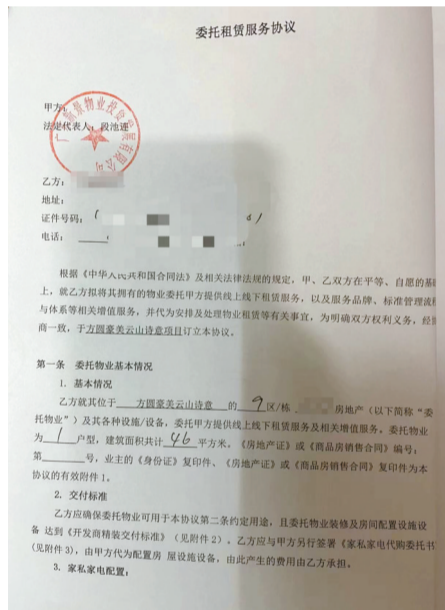 委托租赁服务协议
甲方:
景物业投资发展有限公司
法定代表人:段池连
乙方:
地址:
证件号码:
电话:
根据《中华人民共和国合同法》及相关法律法规的规定,甲、乙双方在平等、自愿的基础
上,就乙方拟将其拥有的物业委托甲方提供线上线下租赁服务,以及服务品牌、标准管理流程
与体系等相关增值服务,并代为安排及处理物业租赁等有关事宜,为明确双方权利义务,经
商一致,于方圆豪美云山诗意项目订立本协议。
第一条 委托物业基本情况
1. 基本情况
乙方就其位于 方圆豪美云山诗意 的 9 区/栋 房地产(以下简称“委
托物业”)及其各种设施/设备,委托甲方提供线上线下租赁服务及相关增值服务。委托物业
为 1 户型,建筑面积共计 46 平方米。《房地产证》或《商品房销售合同》编号:
第 号,业主的《身份证》复印件、《房地产证》或《商品房销售合同》复印件为本
协议的有效附件 1。
2. 交付标准
乙方应确保委托物业可用于本协议第二条约定用途,且委托物业装修及房间配置设施设
备 达到《开发商精装交付标准》(见附件 2)。乙方应与甲方另行签署《家私家电代购委托书
(见附件 3),由甲方代为配置房 屋设施设备,由此产生的费用由乙方承担。
3. 家私家电配置: